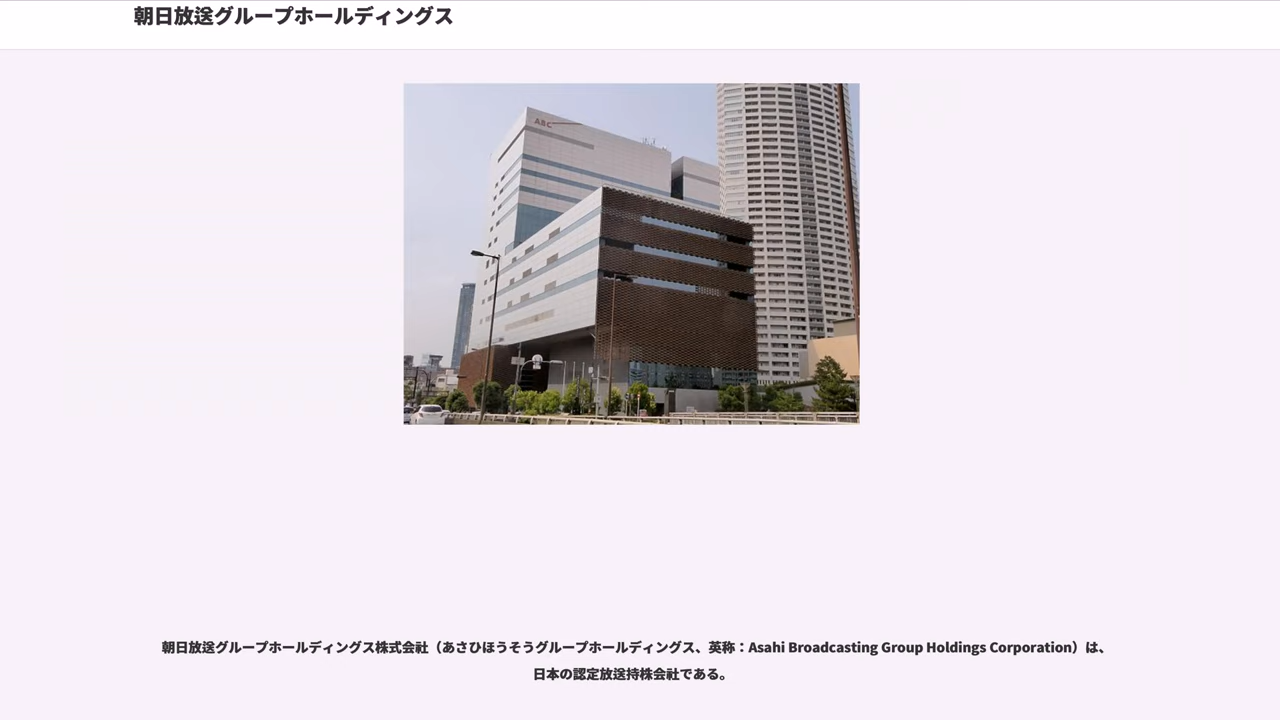 朝日放送グループホールディングス
ABC
朝日放送グループホールディングス株式会社（あさひほうそうグループホールディングス、英称：Asahi Broadcasting Group Holdings Corporation）は、
日本の認定放送持株会社である。